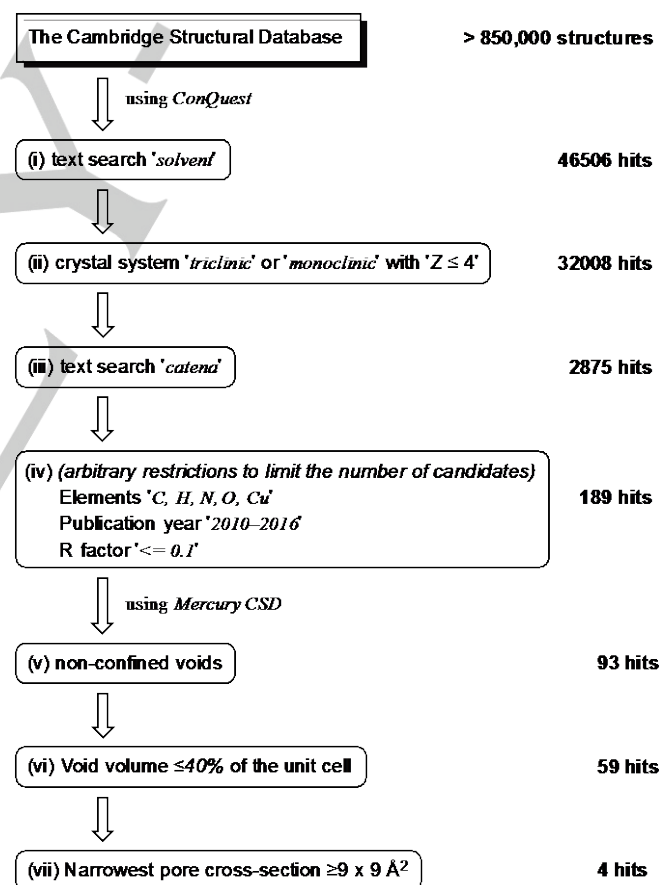 The Cambridge Structural Database > 850,000 structures
using ConQuest
(i) text search 'solvent' 46506 hits
(ii) crystal system 'triclinic' or 'monoclinic' with 'Z ≤ 4' 32008 hits
(iii) text search 'catena' 2875 hits
(iv) (arbitrary restrictions to limit the number of candidates)
Elements 'C, H, N, O, Cu' 189 hits
Publication year '2010–2016'
R factor '<= 0.1'
using Mercury CSD
(v) non-confined voids 93 hits
(vi) Void volume ≤40% of the unit cell 59 hits
(vii) Narrowest pore cross-section ≥9 x 9 Å² 4 hits